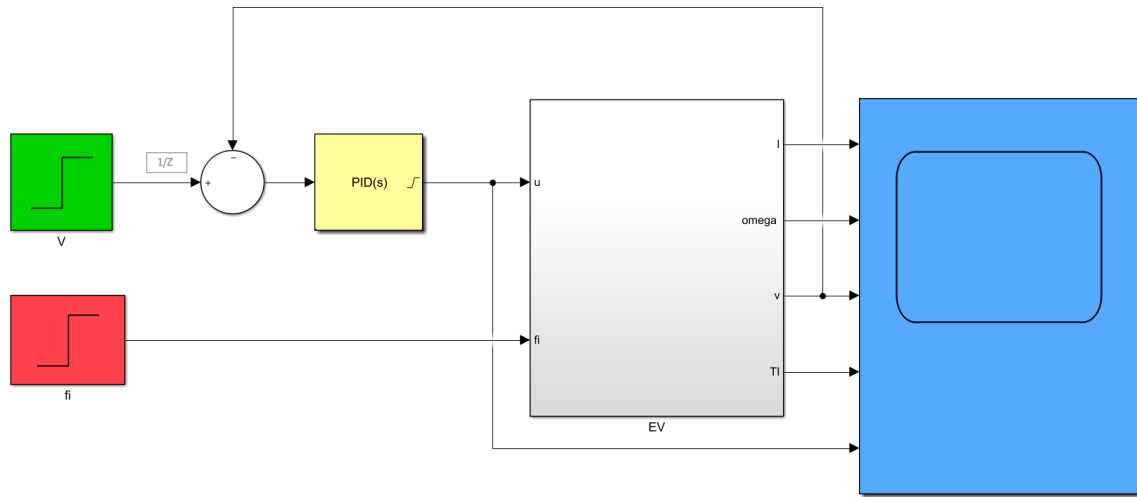 V
1/Z
+
−
PID(s)
fi
u
fi
I
omega
v
Tl
EV